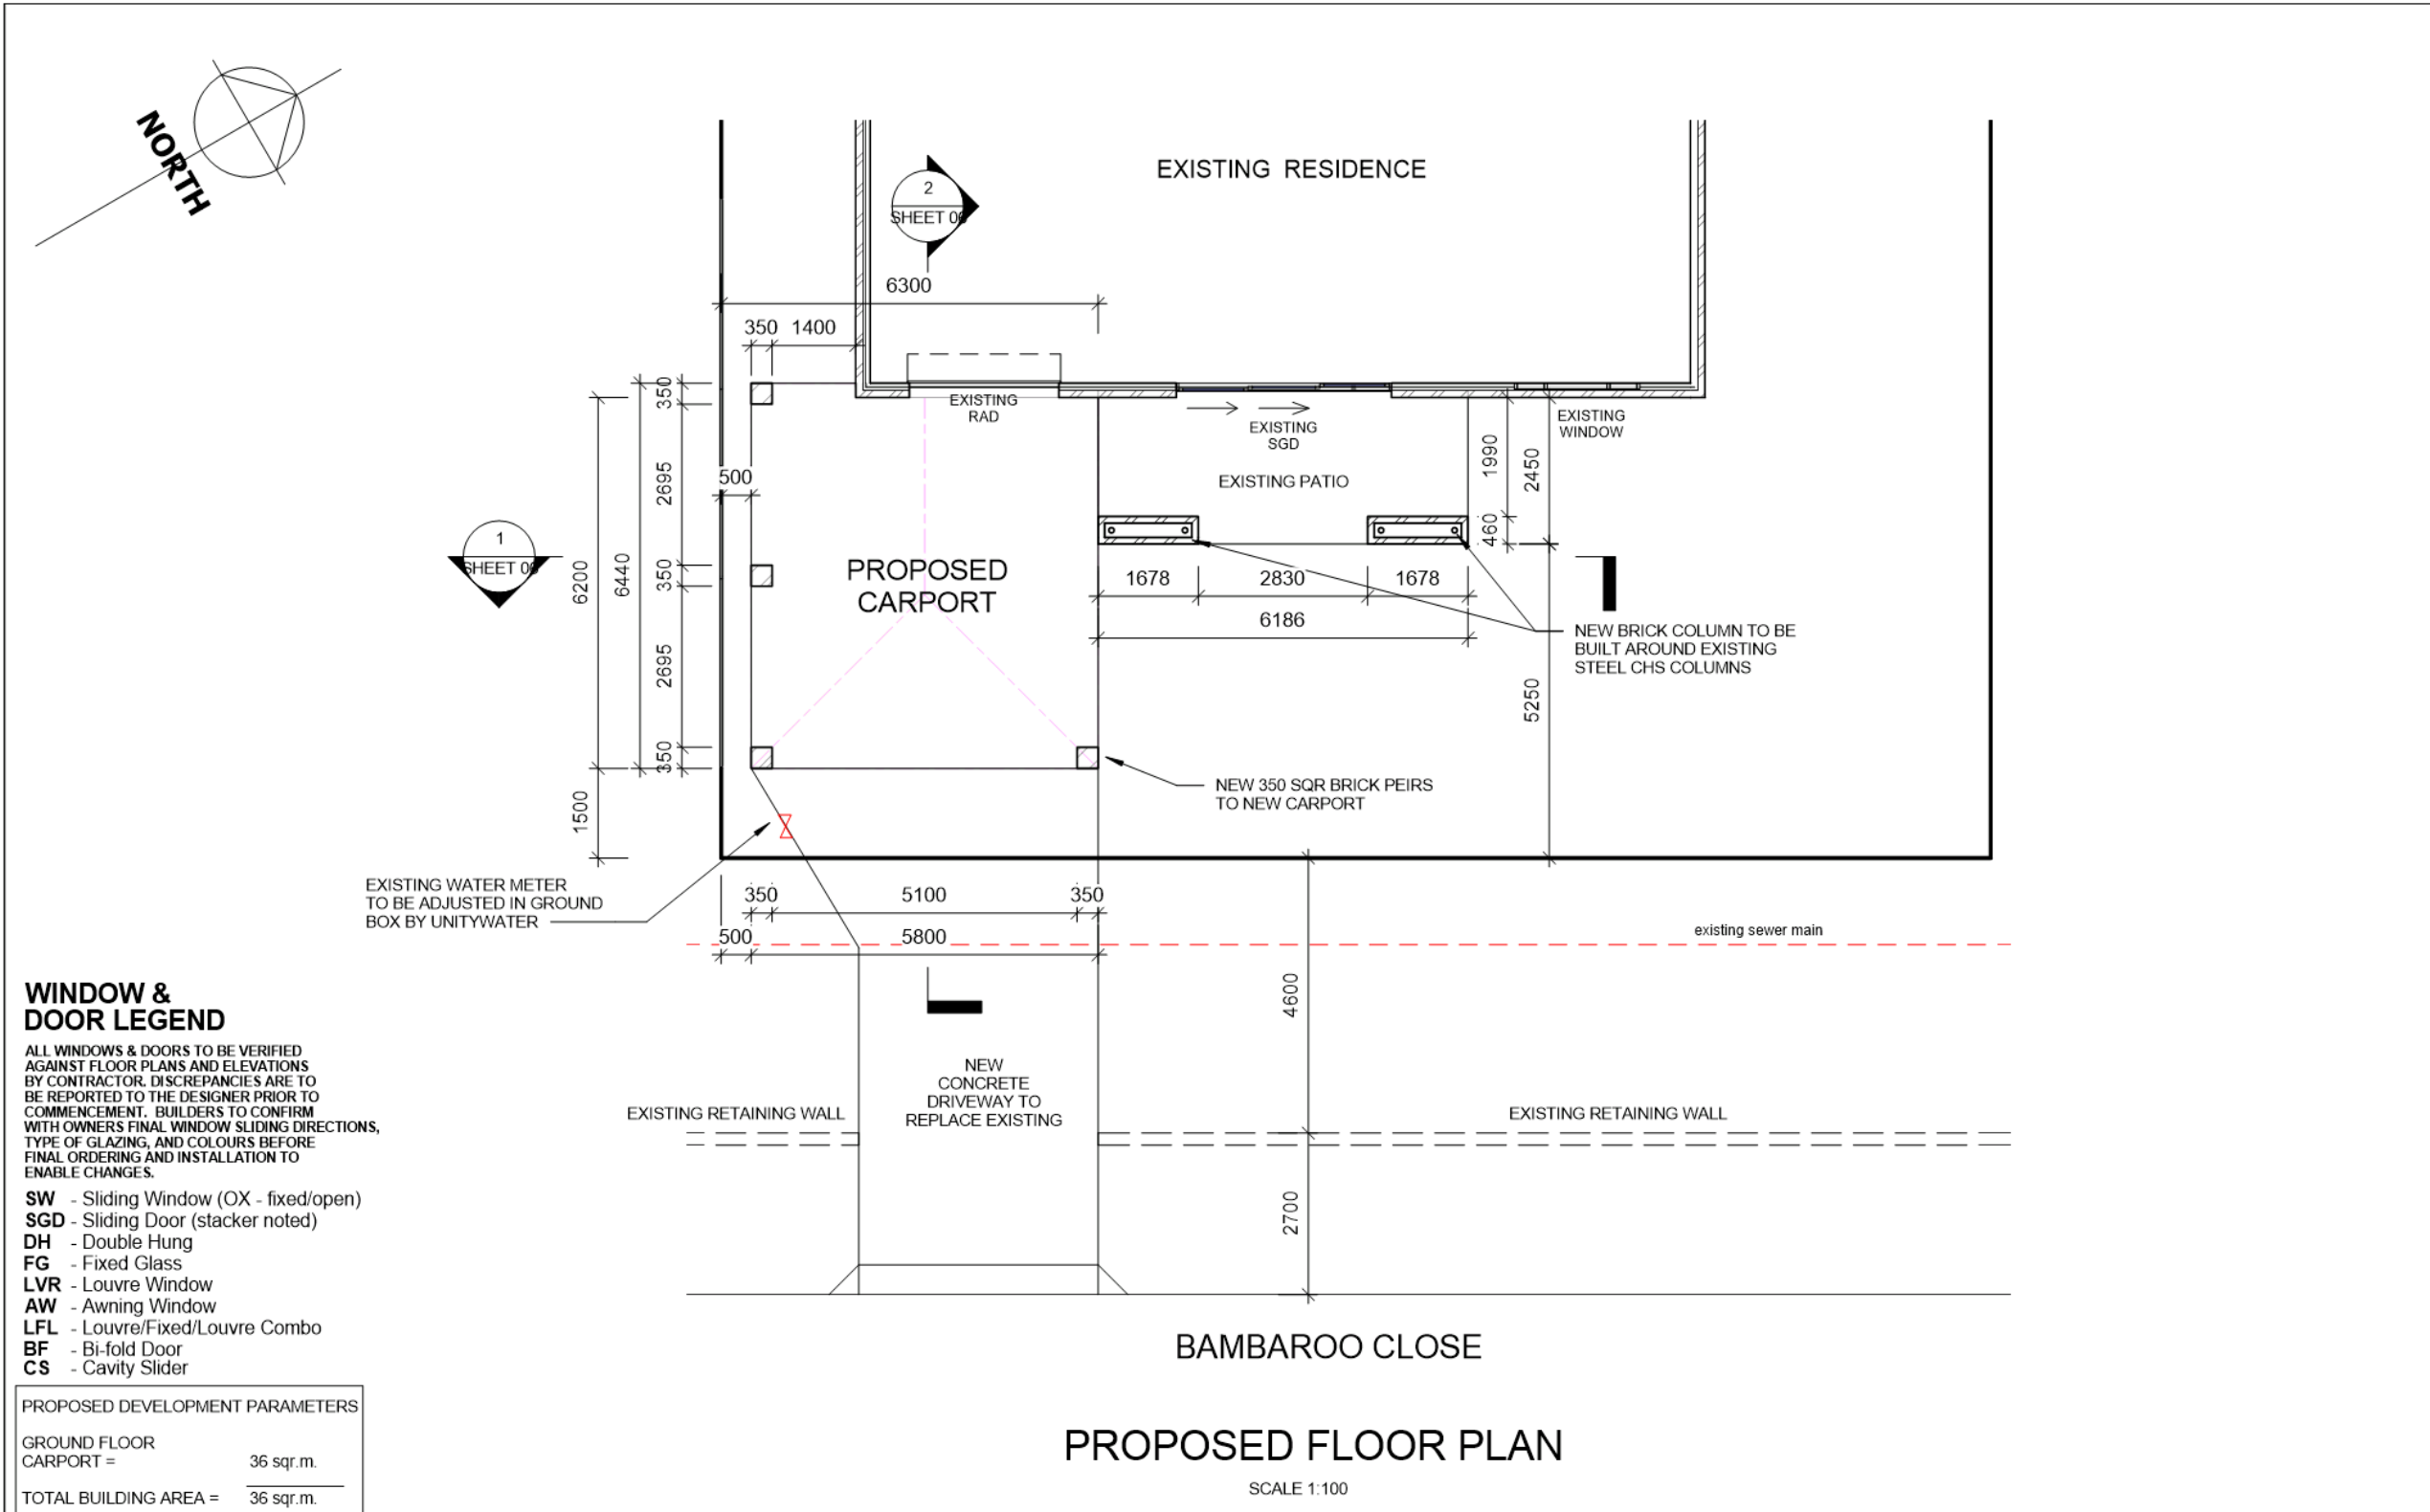 NORTH
EXISTING RESIDENCE
2
SHEET 06
6300
350 1400
350
2695
350
2695
350
6440
6200
1500
500
EXISTING
RAD
EXISTING
SGD
EXISTING
WINDOW
EXISTING PATIO
1990
460
2450
5250
1
SHEET 06
PROPOSED
CARPORT
1678 2830 1678
6186
NEW BRICK COLUMN TO BE
BUILT AROUND EXISTING
STEEL CHS COLUMNS
NEW 350 SQR BRICK PEIRS
TO NEW CARPORT
EXISTING WATER METER
TO BE ADJUSTED IN GROUND
BOX BY UNITYWATER
350 5100 350
500 5800
existing sewer main
4600
2700
NEW
CONCRETE
DRIVEWAY TO
REPLACE EXISTING
EXISTING RETAINING WALL
EXISTING RETAINING WALL
BAMBAROO CLOSE
PROPOSED FLOOR PLAN
SCALE 1:100
WINDOW &
DOOR LEGEND
ALL WINDOWS & DOORS TO BE VERIFIED
AGAINST FLOOR PLANS AND ELEVATIONS
BY CONTRACTOR. DISCREPANCIES ARE TO
BE REPORTED TO THE DESIGNER PRIOR TO
COMMENCEMENT. BUILDERS TO CONFIRM
WITH OWNERS FINAL WINDOW SLIDING DIRECTIONS,
TYPE OF GLAZING, AND COLOURS BEFORE
FINAL ORDERING AND INSTALLATION TO
ENABLE CHANGES.
SW - Sliding Window (OX - fixed/open)
SGD - Sliding Door (stacker noted)
DH - Double Hung
FG - Fixed Glass
LVR - Louvre Window
AW - Awning Window
LFL - Louvre/Fixed/Louvre Combo
BF - Bi-fold Door
CS - Cavity Slider
PROPOSED DEVELOPMENT PARAMETERS
GROUND FLOOR
CARPORT = 36 sqr.m.
TOTAL BUILDING AREA = 36 sqr.m.